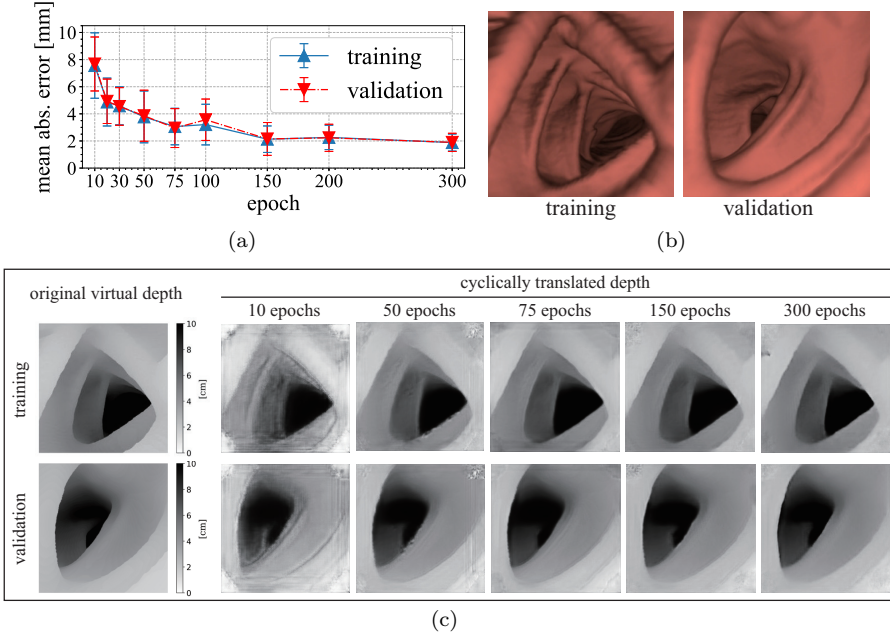 mean abs. error [mm]
10
8
6
4
2
0
training
validation
10 30 50 75 100 150 200 300
epoch
(a)
training validation
(b)
original virtual depth
cyclically translated depth
10 epochs 50 epochs 75 epochs 150 epochs 300 epochs
training
10
8
6
4
2
0
[cm]
validation
10
8
6
4
2
0
[cm]
(c)